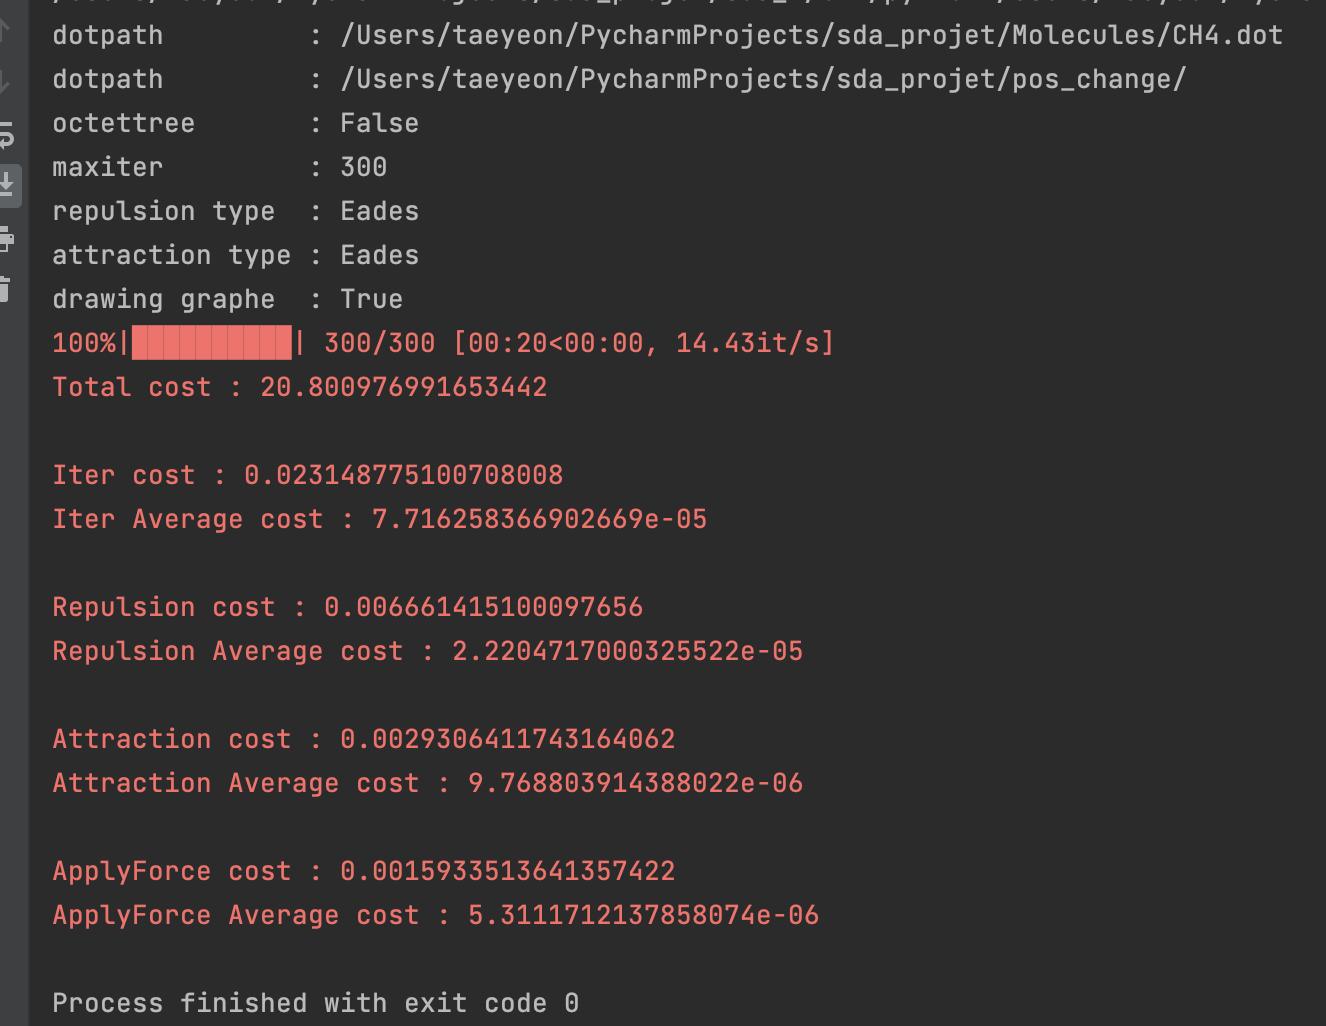 dotpath : /Users/taeyeon/PycharmProjects/sda_projet/Molecules/CH4.dot
dotpath : /Users/taeyeon/PycharmProjects/sda_projet/pos_change/
octettree : False
maxiter : 300
repulsion type : Eades
attraction type : Eades
drawing graphe : True
100%|██████████| 300/300 [00:20<00:00, 14.43it/s]
Total cost : 20.800976991653442
Iter cost : 0.023148775100708008
Iter Average cost : 7.716258366902669e-05
Repulsion cost : 0.006661415100097656
Repulsion Average cost : 2.2204717000325522e-05
Attraction cost : 0.0029306411743164062
Attraction Average cost : 9.768803914388022e-06
ApplyForce cost : 0.0015933513641357422
ApplyForce Average cost : 5.3111712137858074e-06
Process finished with exit code 0